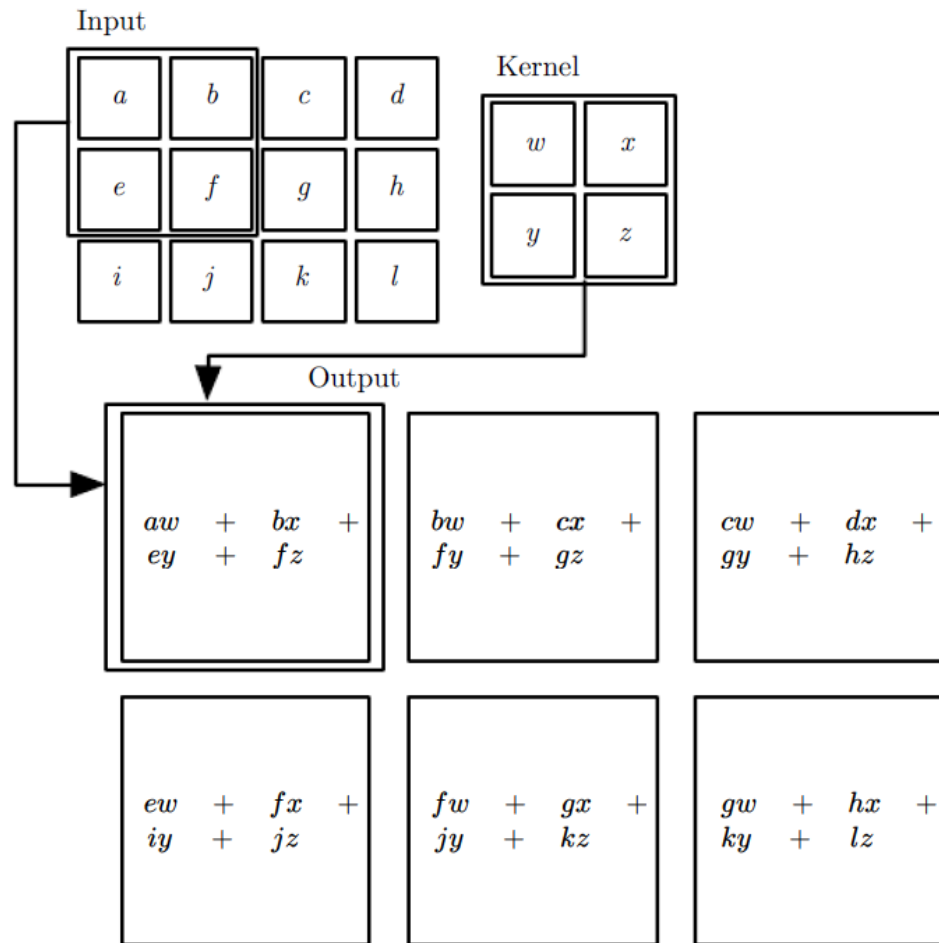 Input
a b c d
Kernel
w x
e f g h
y z
i j k l
Output
aw + bx +
ey + fz
bw + cx +
fy + gz
cw + dx +
gy + hz
ew + fx +
iy + jz
fw + gx +
jy + kz
gw + hx +
ky + lz